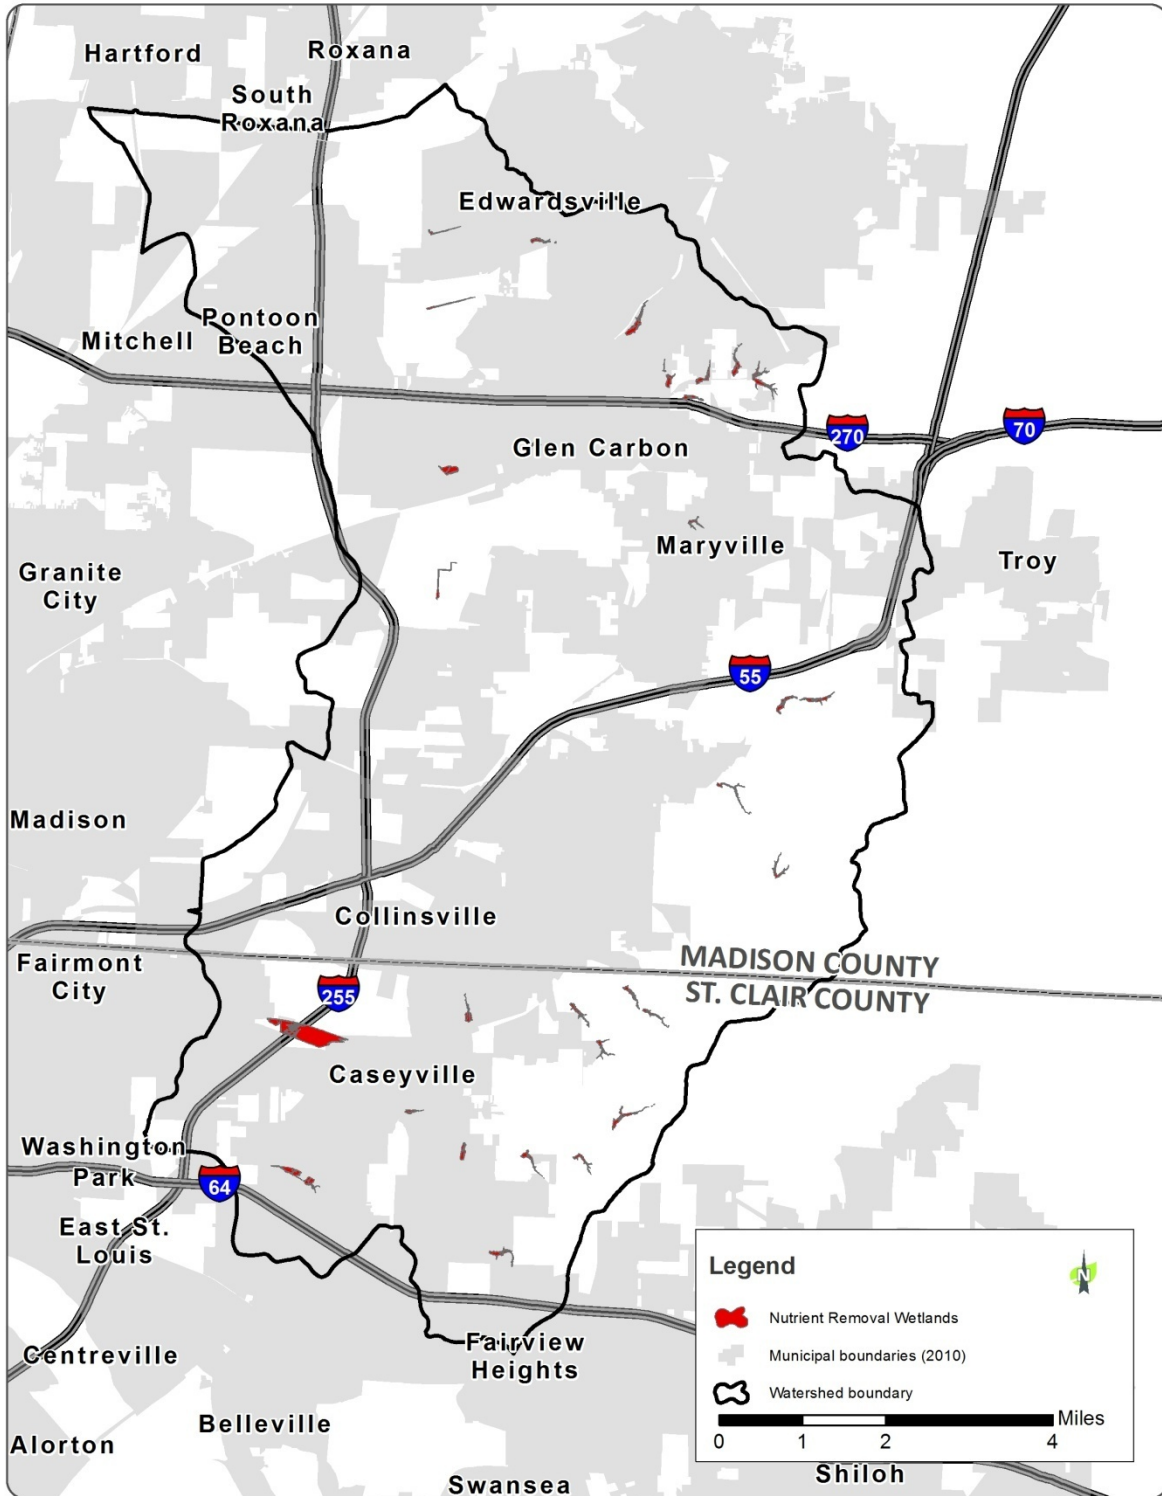 Hartford
Roxana
South
Roxana
Edwardsville
Pontoon
Beach
Mitchell
270
70
Glen Carbon
Maryville
Troy
Granite
City
55
Madison
Collinsville
MADISON COUNTY
ST. CLAIR COUNTY
Fairmont
City
255
Caseyville
Washington
Park
64
East St.
Louis
Fairview
Heights
Centreville
Belleville
Alorton
Swansea
Shiloh
Legend
N
Nutrient Removal Wetlands
Municipal boundaries (2010)
Watershed boundary
Miles
0 1 2 4